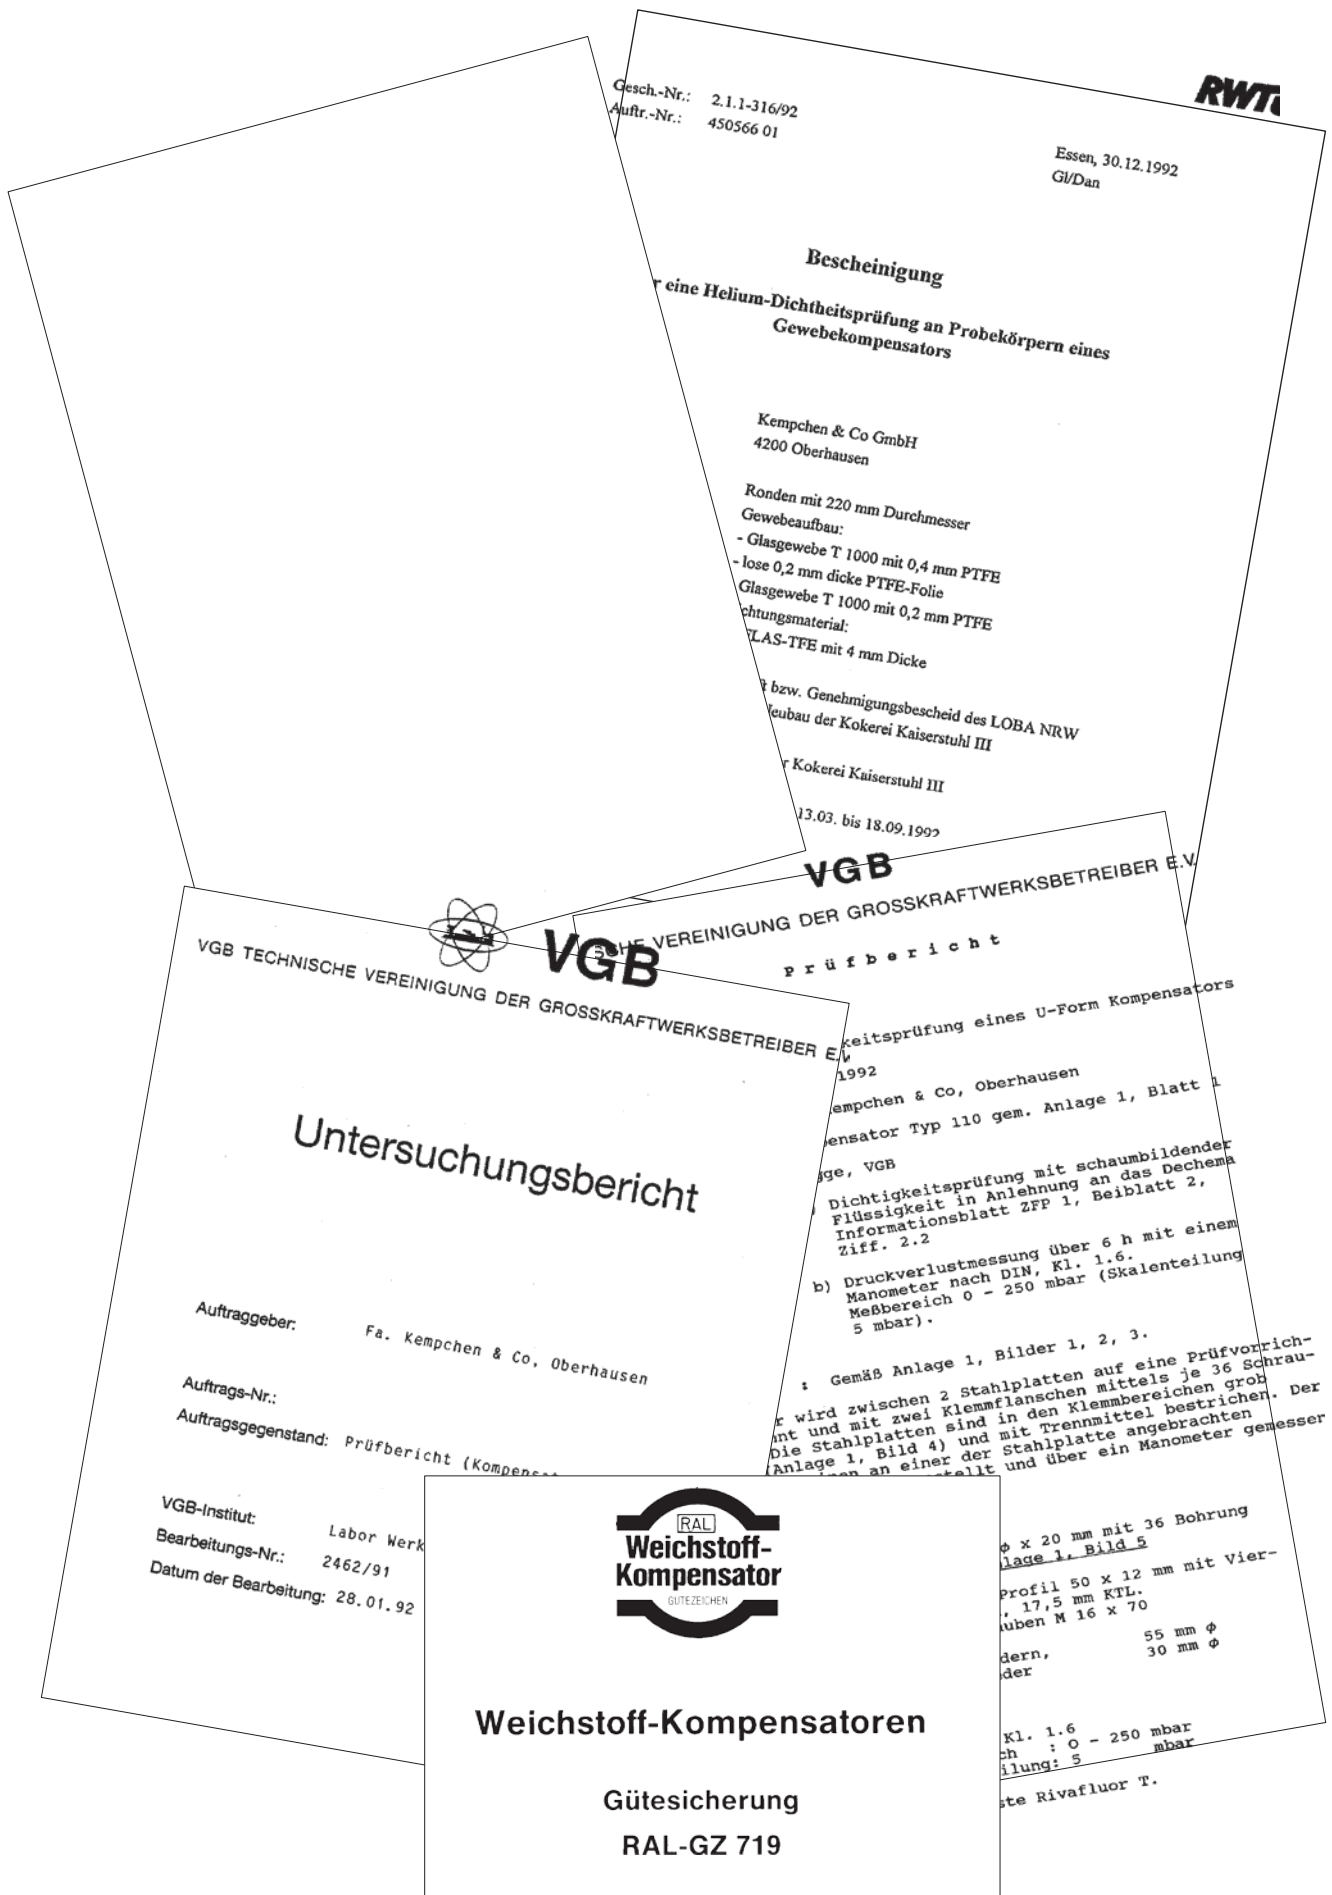 RWT
Gesch.-Nr.: 2.1.1-316/92
Auftr.-Nr.: 450566 01
Essen, 30.12.1992
Gl/Dan
Bescheinigung
r eine Helium-Dichtheitsprüfung an Probekörpern eines
Gewebekompensators
Kempchen & Co GmbH
4200 Oberhausen
Ronden mit 220 mm Durchmesser
Gewebeaufbau:
- Glasgewebe T 1000 mit 0,4 mm PTFE
- lose 0,2 mm dicke PTFE-Folie
Glasgewebe T 1000 mit 0,2 mm PTFE
chtungsmaterial:
FLAS-TFE mit 4 mm Dicke
t bzw. Genehmigungsbescheid des LOBA NRW
Neubau der Kokerei Kaiserstuhl III
r Kokerei Kaiserstuhl III
13.03. bis 18.09.1992
VGB
SCHE VEREINIGUNG DER GROSSKRAFTWERKSBETREIBER E.V.
Prüfbericht
keitsprüfung eines U-Form Kompensators
1992
empchen & Co, Oberhausen
pensator Typ 110 gem. Anlage 1, Blatt 1
gge, VGB
) Dichtigkeitsprüfung mit schaumbildender
Flüssigkeit in Anlehnung an das Dechema
Informationsblatt ZFP 1, Beiblatt 2,
Ziff. 2.2
b) Druckverlustmessung über 6 h mit einem
Manometer nach DIN, Kl. 1.6.
Meßbereich 0 - 250 mbar (Skalenteilung
5 mbar).
: Gemäß Anlage 1, Bilder 1, 2, 3.
r wird zwischen 2 Stahlplatten auf eine Prüfvorrich-
nt und mit zwei Klemmflanschen mittels je 36 Schrau-
Die Stahlplatten sind in den Klemmbereichen grob
(Anlage 1, Bild 4) und mit Trennmittel bestrichen. Der
nen an einer der Stahlplatte angebrachten
tellt und über ein Manometer gemessen
ф x 20 mm mit 36 Bohrung
lage 1, Bild 5
Profil 50 x 12 mm mit Vier-
, 17,5 mm KTL.
uben M 16 x 70
dern, 55 mm ф
der 30 mm ф
Kl. 1.6
ch : O - 250 mbar
ilung: 5 mbar
ste Rivafluor T.
VGB
VGB TECHNISCHE VEREINIGUNG DER GROSSKRAFTWERKSBETREIBER E.V.
Untersuchungsbericht
Auftraggeber: Fa. Kempchen & Co, Oberhausen
Auftrags-Nr.:
Auftragsgegenstand: Prüfbericht (Kompensat
VGB-Institut: Labor Werk
Bearbeitungs-Nr.: 2462/91
Datum der Bearbeitung: 28.01.92
RAL
Weichstoff-
Kompensator
GÜTEZEICHEN
Weichstoff-Kompensatoren
Gütesicherung
RAL-GZ 719